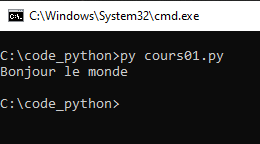 C:\Windows\System32\cmd.exe
C:\code_python>py cours01.py
Bonjour le monde
C:\code_python>